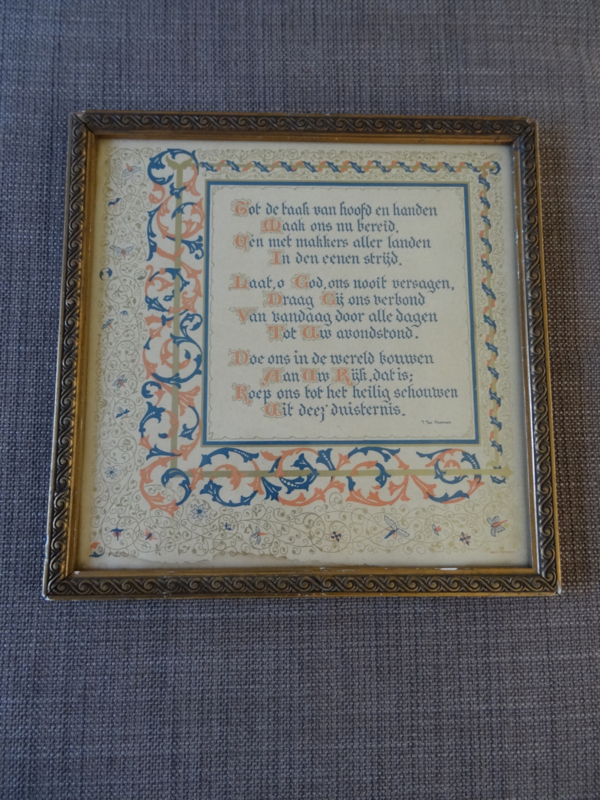 Tot de taak van hoofd en handen
Maak ons nu bereid.
Eén met makkers aller landen
In den eenen strijd.
Laat, o God, ons nooit versagen,
Draag Gij ons verbond
Van vandaag door alle dagen
Tot Uw avondstond.
Doe ons in de wereld bouwen
Aan Uw Rijk, dat is;
Roep ons tot het heilig schouwen
Uit deez' duisternis.